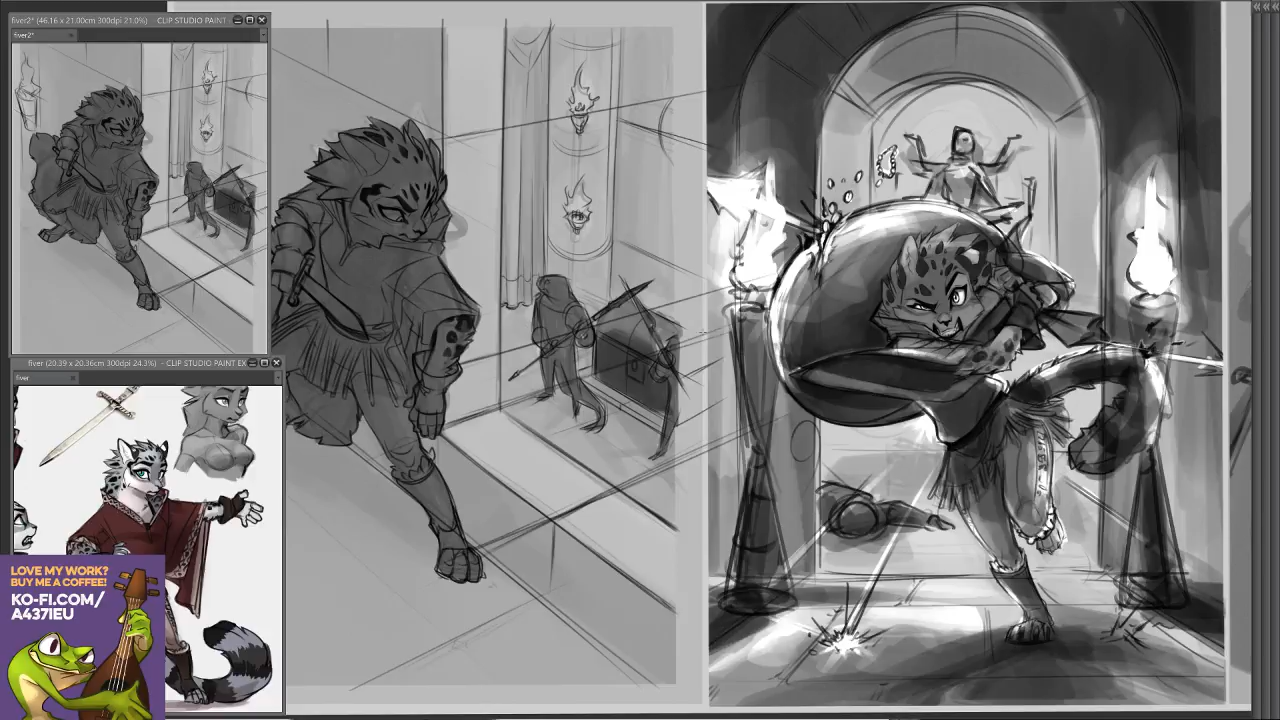 fiver2* (46.16 x 21.00cm 300dpi 21.0%) - CLIP STUDIO PAINT
fiver2*
fiver (20.39 x 20.36cm 300dpi 24.3%) - CLIP STUDIO PAINT EX
fiver
LOVE MY WORK?
BUY ME A COFFEE!
KO-FI.COM/
A437IEU